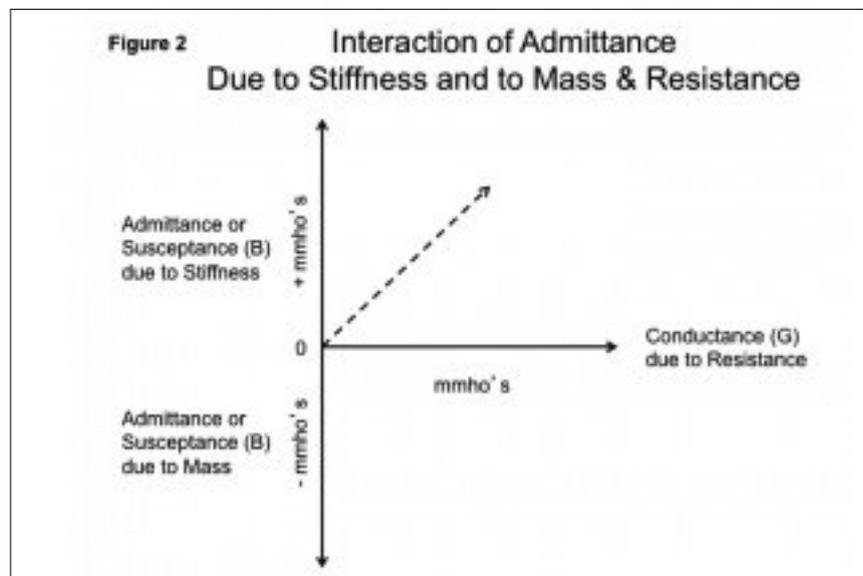 Figure 2
Interaction of Admittance
Due to Stiffness and to Mass & Resistance
Admittance or
Susceptance (B)
due to Stiffness
+ mmho's
0
Conductance (G)
due to Resistance
mmho's
Admittance or
Susceptance (B)
due to Mass
- mmho's